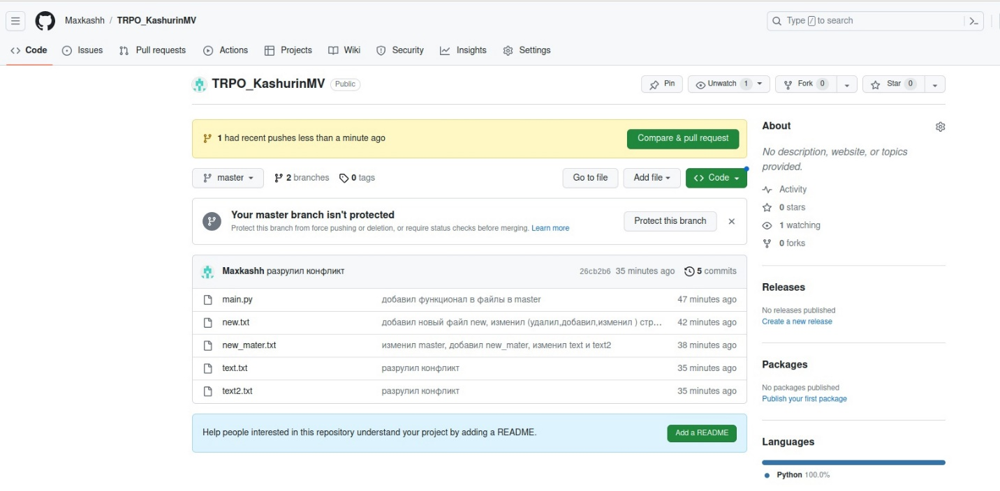 Maxkashh / TRPO_KashurinMV
Type / to search
Code Issues Pull requests Actions Projects Wiki Security Insights Settings
TRPO_KashurinMV Public
Pin Unwatch 1 Fork 0 Star 0
1 had recent pushes less than a minute ago Compare & pull request
master 2 branches 0 tags Go to file Add file Code
Your master branch isn't protected
Protect this branch from force pushing or deletion, or require status checks before merging. Learn more
Protect this branch
Maxkashh разрулил конфликт 26cb2b6 35 minutes ago 5 commits
main.py добавил функционал в файлы в master 47 minutes ago
new.txt добавил новый файл new, изменил (удалил,добавил,изменил ) стр... 42 minutes ago
new_mater.txt изменил master, добавил new_mater, изменил text и text2 38 minutes ago
text.txt разрулил конфликт 35 minutes ago
text2.txt разрулил конфликт 35 minutes ago
Help people interested in this repository understand your project by adding a README. Add a README
About
No description, website, or topics
provided.
Activity
0 stars
1 watching
0 forks
Releases
No releases published
Create a new release
Packages
No packages published
Publish your first package
Languages
Python 100.0%